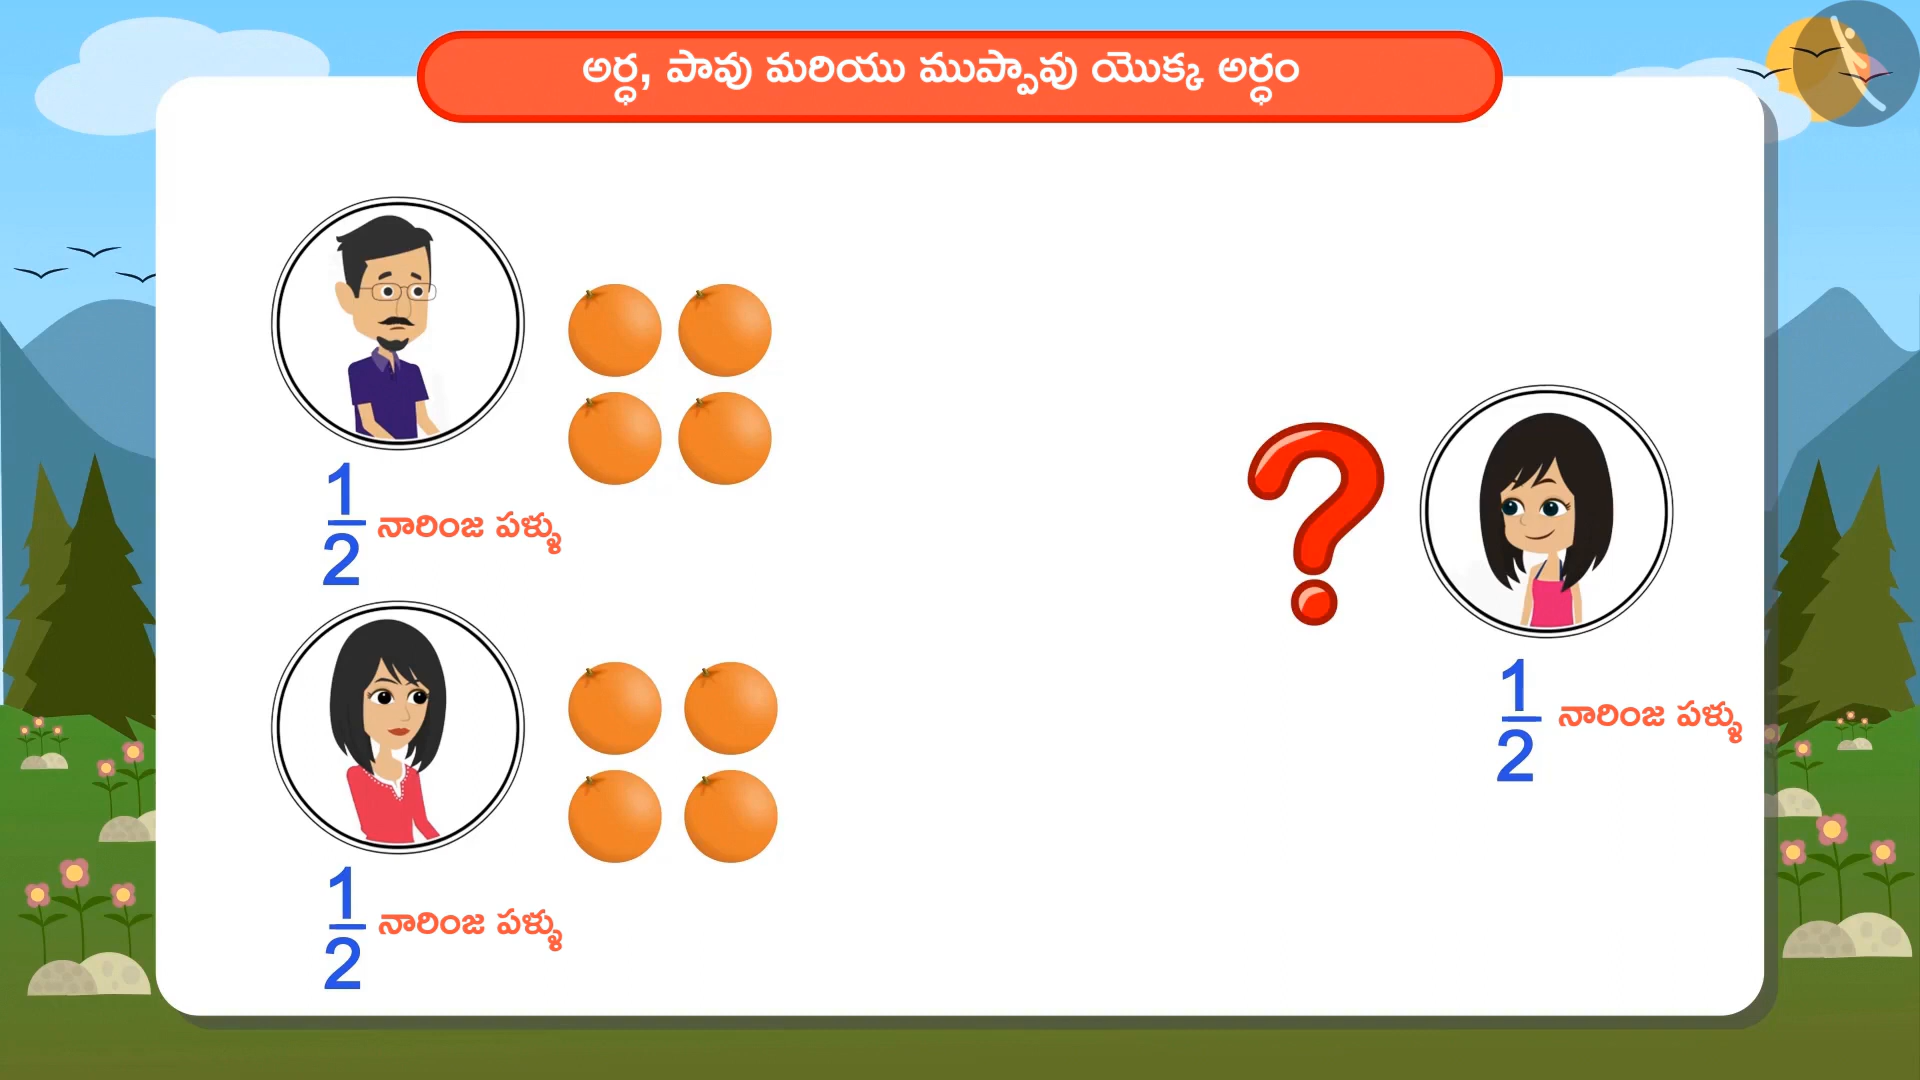 అర్ధ, పావు మరియు ముప్పావు యొక్క అర్ధం
1/2 నారింజ పళ్ళు
1/2 నారింజ పళ్ళు
?
1/2 నారింజ పళ్ళు